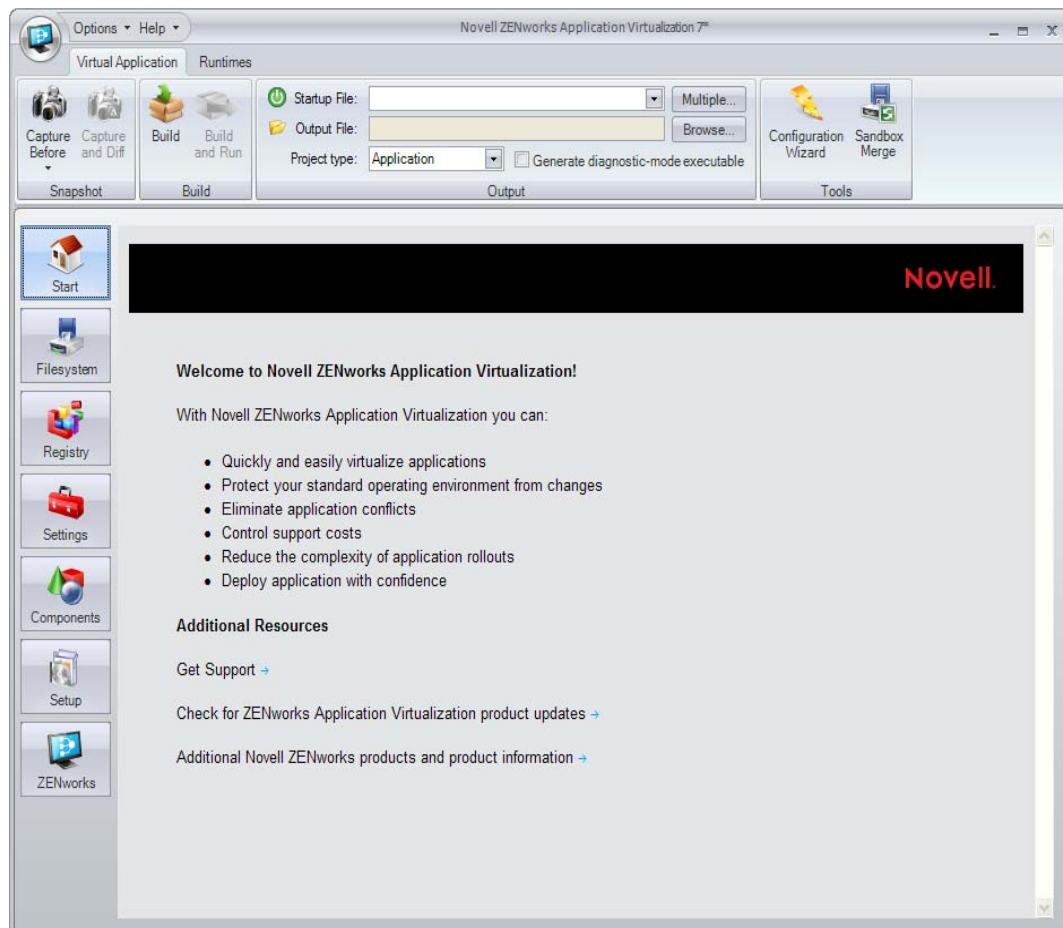 Options Help
Novell ZENworks Application Virtualization 7*
Virtual Application Runtimes
Capture Before
Capture and Diff
Snapshot
Build
Build and Run
Build
Startup File:
Multiple...
Output File:
Browse...
Project type: Application
Generate diagnostic-mode executable
Output
Configuration Wizard
Sandbox Merge
Tools
Start
Filesystem
Registry
Settings
Components
Setup
ZENworks
Novell.
Welcome to Novell ZENworks Application Virtualization!
With Novell ZENworks Application Virtualization you can:
• Quickly and easily virtualize applications
• Protect your standard operating environment from changes
• Eliminate application conflicts
• Control support costs
• Reduce the complexity of application rollouts
• Deploy application with confidence
Additional Resources
Get Support →
Check for ZENworks Application Virtualization product updates →
Additional Novell ZENworks products and product information →